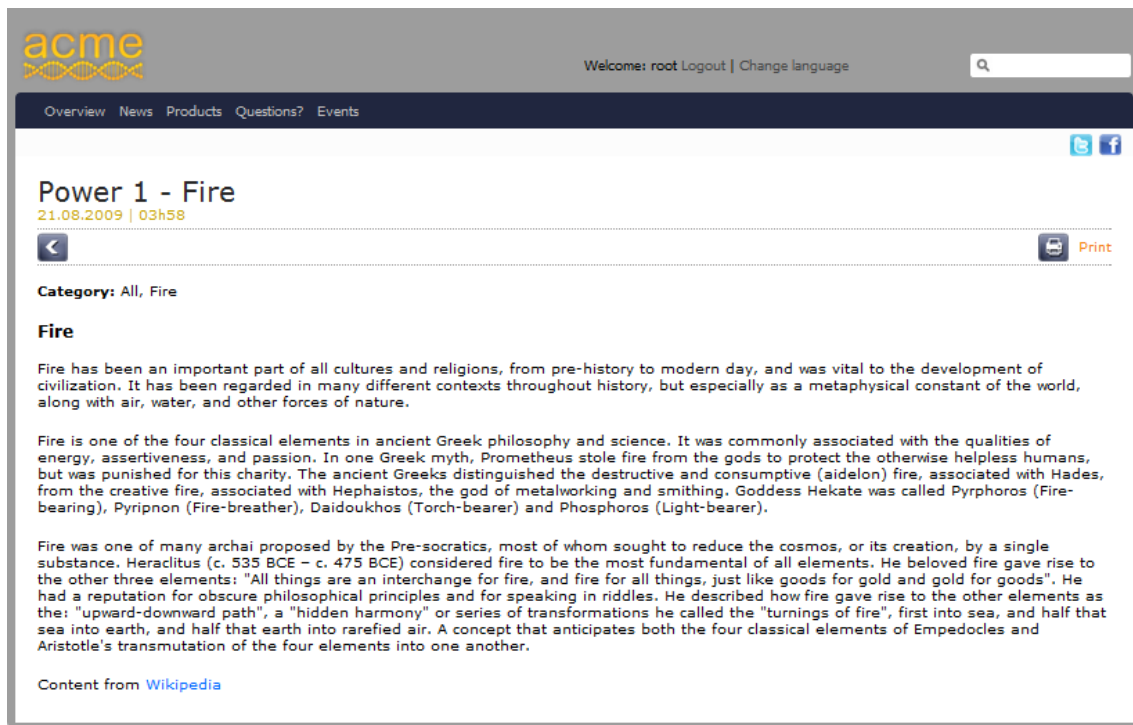 acme
Welcome: root Logout | Change language
Overview News Products Questions? Events
Power 1 - Fire
21.08.2009 | 03h58
Print
Category: All, Fire
Fire
Fire has been an important part of all cultures and religions, from pre-history to modern day, and was vital to the development of
civilization. It has been regarded in many different contexts throughout history, but especially as a metaphysical constant of the world,
along with air, water, and other forces of nature.
Fire is one of the four classical elements in ancient Greek philosophy and science. It was commonly associated with the qualities of
energy, assertiveness, and passion. In one Greek myth, Prometheus stole fire from the gods to protect the otherwise helpless humans,
but was punished for this charity. The ancient Greeks distinguished the destructive and consumptive (aidelon) fire, associated with Hades,
from the creative fire, associated with Hephaistos, the god of metalworking and smithing. Goddess Hekate was called Pyrphoros (Fire-
bearing), Pyripnon (Fire-breather), Daidoukhos (Torch-bearer) and Phosphoros (Light-bearer).
Fire was one of many archai proposed by the Pre-socratics, most of whom sought to reduce the cosmos, or its creation, by a single
substance. Heraclitus (c. 535 BCE – c. 475 BCE) considered fire to be the most fundamental of all elements. He beloved fire gave rise to
the other three elements: "All things are an interchange for fire, and fire for all things, just like goods for gold and gold for goods". He
had a reputation for obscure philosophical principles and for speaking in riddles. He described how fire gave rise to the other elements as
the: "upward-downward path", a "hidden harmony" or series of transformations he called the "turnings of fire", first into sea, and half that
sea into earth, and half that earth into rarefied air. A concept that anticipates both the four classical elements of Empedocles and
Aristotle's transmutation of the four elements into one another.
Content from Wikipedia